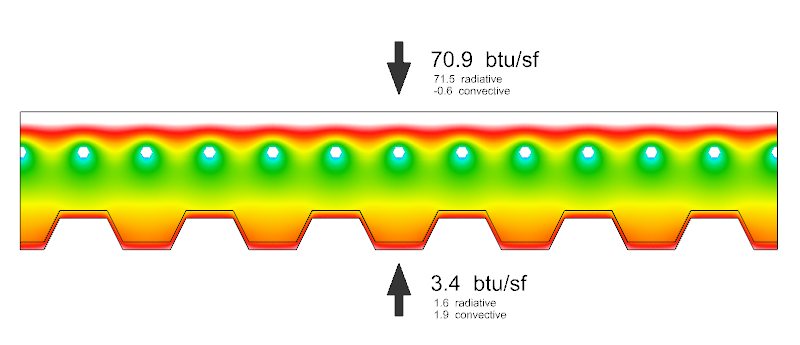 70.9 btu/sf
71.5 radiative
-0.6 convective
3.4 btu/sf
1.6 radiative
1.9 convective